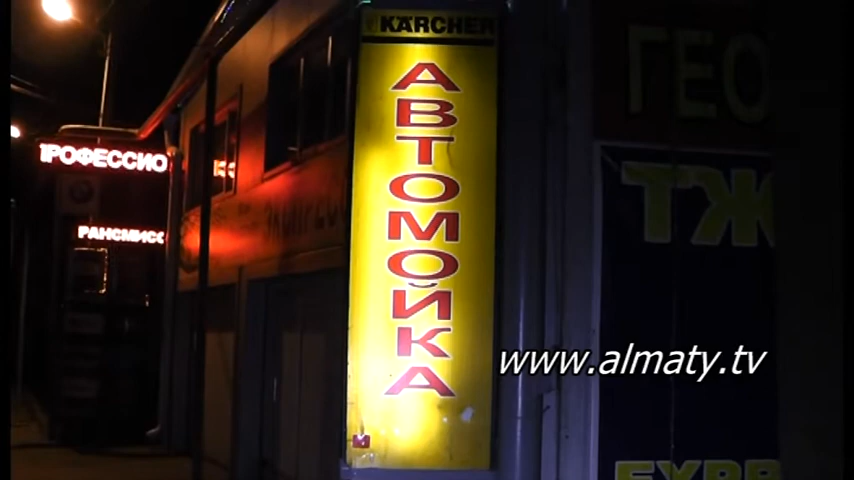 KÄRCHER
АВТОМОЙКА
ГЕО
ТЖ
РОФЕССИО
РАНСМИСС
www.almaty.tv